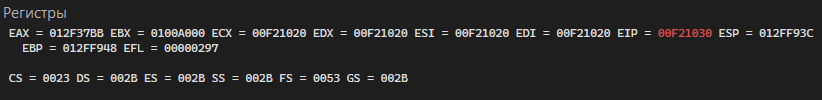 Регистры
EAX = 012F37BB EBX = 0100A000 ECX = 00F21020 EDX = 00F21020 ESI = 00F21020 EDI = 00F21020 EIP = 00F21030 ESP = 012FF93C
EBP = 012FF948 EFL = 00000297
CS = 0023 DS = 002B ES = 002B SS = 002B FS = 0053 GS = 002B